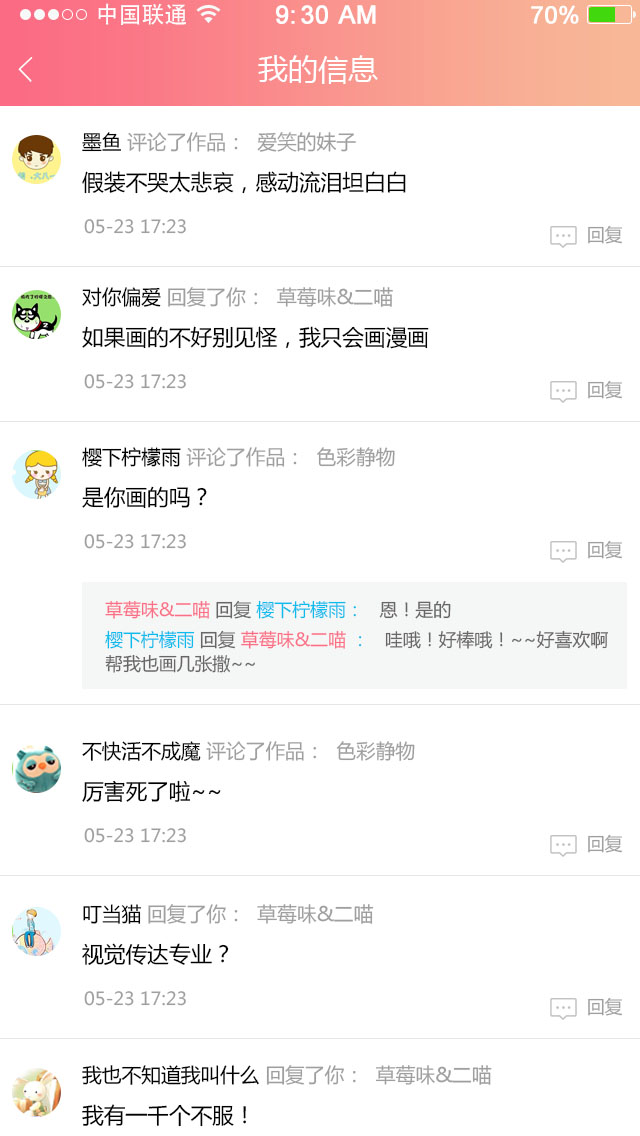 中国联通 9:30 AM 70%
我的信息
墨鱼 评论了作品： 爱笑的妹子
假装不哭太悲哀，感动流泪坦白白
05-23 17:23
回复
对你偏爱 回复了你： 草莓味&二喵
如果画的不好别见怪，我只会画漫画
05-23 17:23
回复
樱下柠檬雨 评论了作品： 色彩静物
是你画的吗？
05-23 17:23
回复
草莓味&二喵 回复 樱下柠檬雨： 恩！是的
樱下柠檬雨 回复 草莓味&二喵 ： 哇哦！好棒哦！~~好喜欢啊
帮我也画几张撒~~
不快活不成魔 评论了作品： 色彩静物
厉害死了啦~~
05-23 17:23
回复
叮当猫 回复了你： 草莓味&二喵
视觉传达专业？
05-23 17:23
回复
我也不知道我叫什么 回复了你： 草莓味&二喵
我有一千个不服！